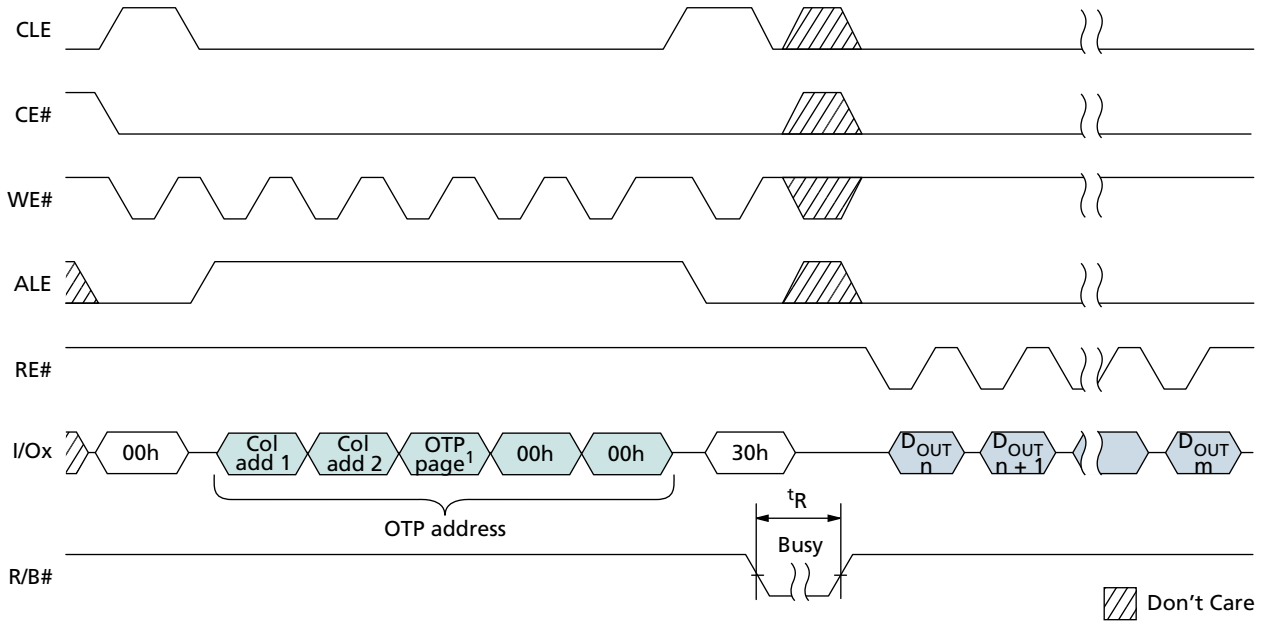 CLE
CE#
WE#
ALE
RE#
I/Ox
00h
Col add 1
Col add 2
OTP page1
00h
00h
30h
DOUT n
DOUT n + 1
DOUT m
OTP address
tR
Busy
R/B#
Don't Care